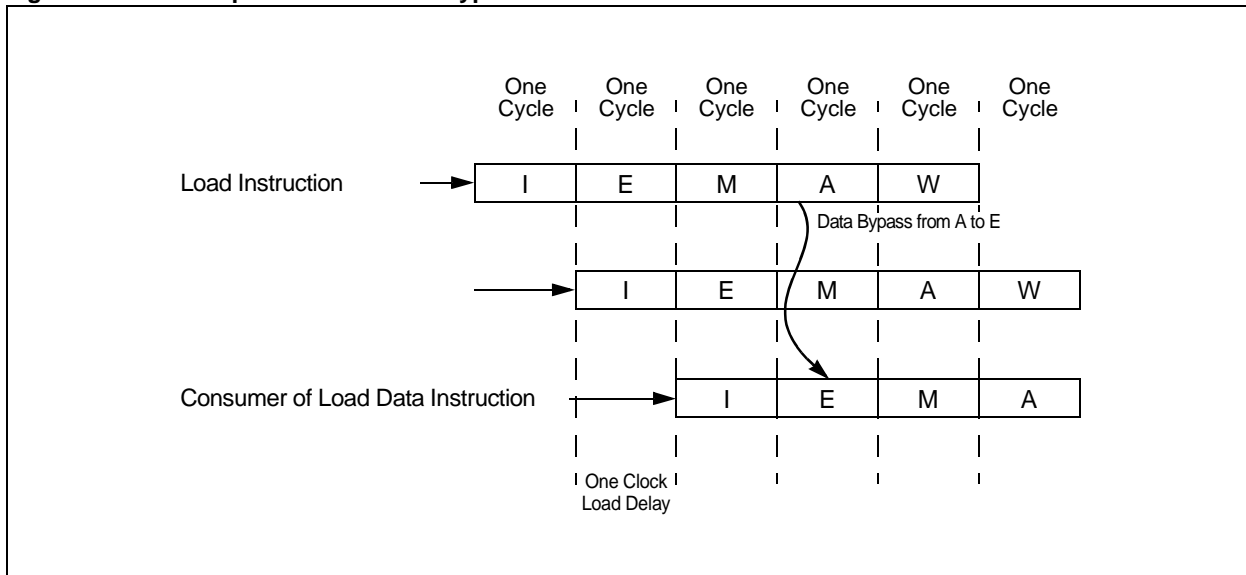 One One One One One One
Cycle Cycle Cycle Cycle Cycle Cycle
Load Instruction I E M A W
Data Bypass from A to E
I E M A W
Consumer of Load Data Instruction I E M A
One Clock
Load Delay